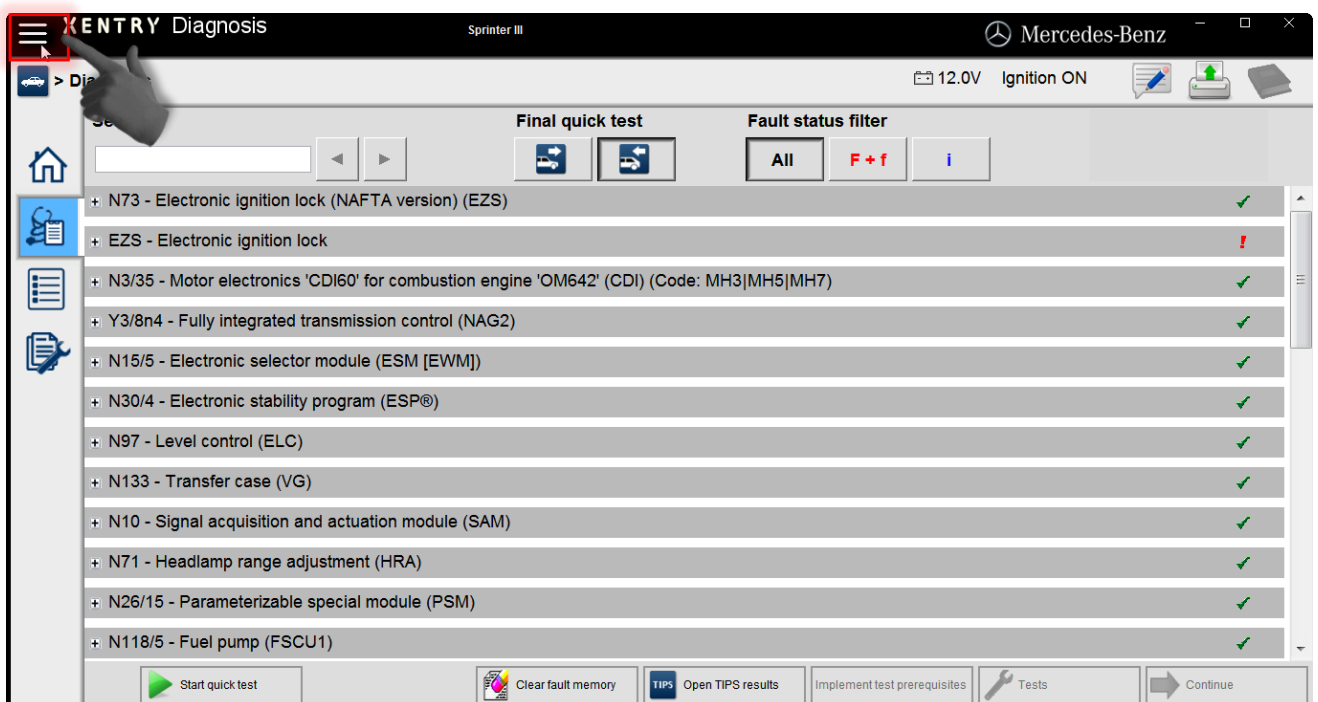 XENTRY Diagnosis
Sprinter III
Mercedes-Benz
12.0V Ignition ON
Final quick test
Fault status filter
All
F + f
i
N73 - Electronic ignition lock (NAFTA version) (EZS)
EZS - Electronic ignition lock
!
N3/35 - Motor electronics 'CDI60' for combustion engine 'OM642' (CDI) (Code: MH3|MH5|MH7)
Y3/8n4 - Fully integrated transmission control (NAG2)
N15/5 - Electronic selector module (ESM [EWM])
N30/4 - Electronic stability program (ESP®)
N97 - Level control (ELC)
N133 - Transfer case (VG)
N10 - Signal acquisition and actuation module (SAM)
N71 - Headlamp range adjustment (HRA)
N26/15 - Parameterizable special module (PSM)
N118/5 - Fuel pump (FSCU1)
Start quick test
Clear fault memory
TIPS Open TIPS results
Implement test prerequisites
Tests
Continue